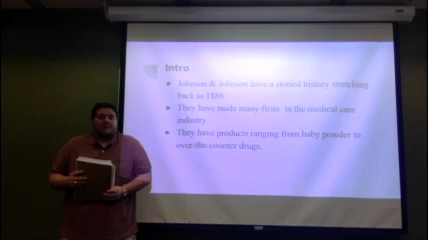 Intro
Johnson & Johnson have a storied history stretching
back to 1886.
They have made many firsts in the medical care
industry
They have products ranging from baby powder to
over-the-counter drugs.